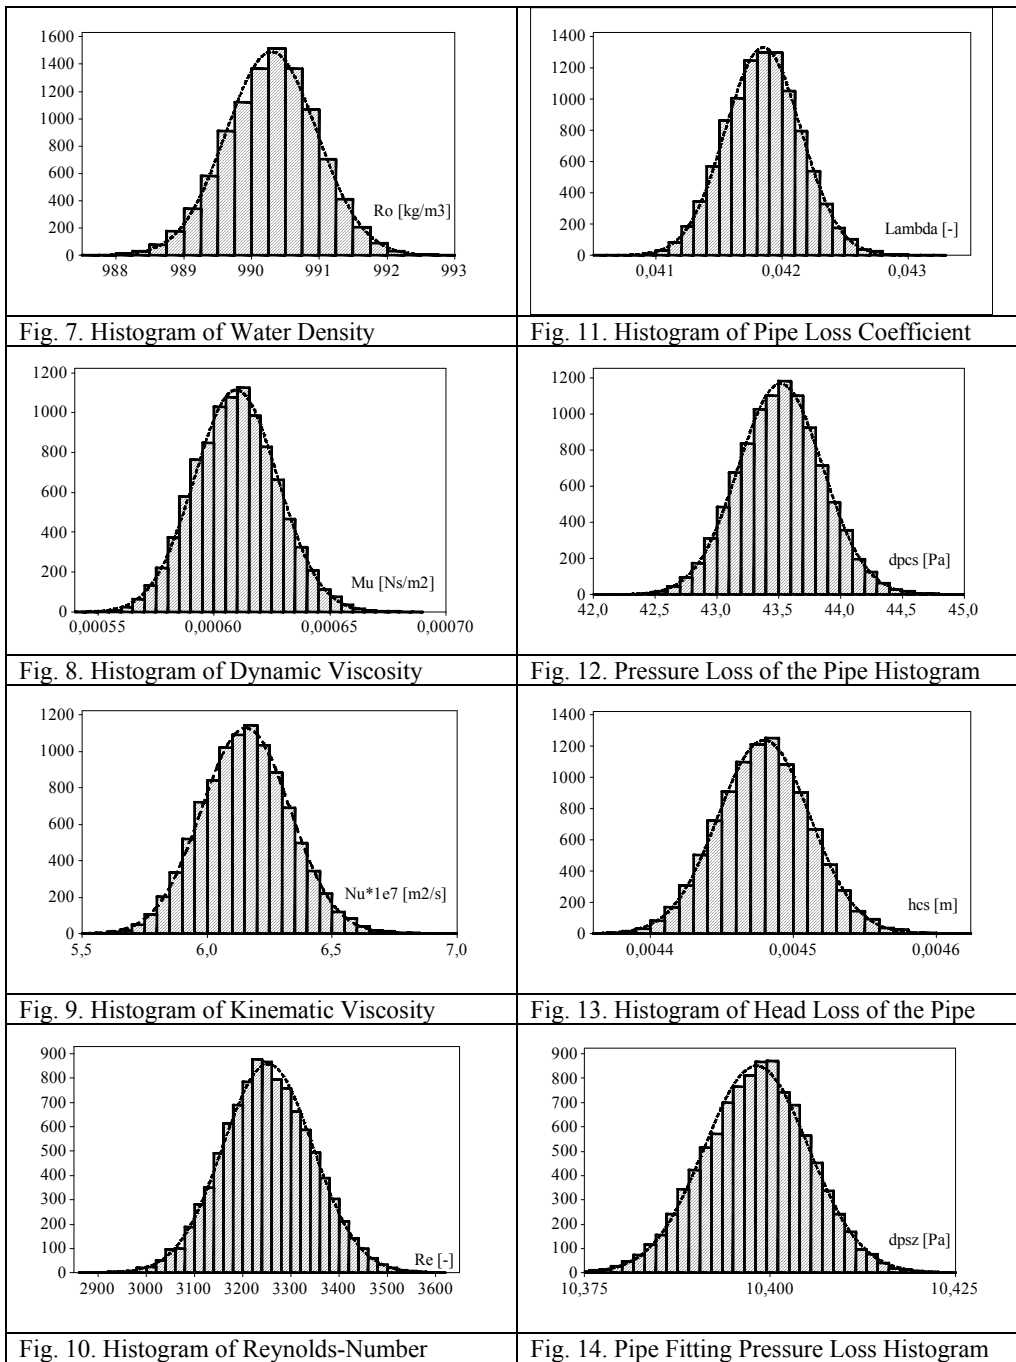 1600
1400
1200
1000
800
600
400
200
0
Ro [kg/m3]
988 989 990 991 992 993
Fig. 7. Histogram of Water Density
1400
1200
1000
800
600
400
200
0
Lambda [-]
0,041 0,042 0,043
Fig. 11. Histogram of Pipe Loss Coefficient
1200
1000
800
600
400
200
0
Mu [Ns/m2]
0,00055 0,00060 0,00065 0,00070
Fig. 8. Histogram of Dynamic Viscosity
1200
1000
800
600
400
200
0
dpcs [Pa]
42,0 42,5 43,0 43,5 44,0 44,5 45,0
Fig. 12. Pressure Loss of the Pipe Histogram
1200
1000
800
600
400
200
0
Nu*1e7 [m2/s]
5,5 6,0 6,5 7,0
Fig. 9. Histogram of Kinematic Viscosity
1400
1200
1000
800
600
400
200
0
hcs [m]
0,0044 0,0045 0,0046
Fig. 13. Histogram of Head Loss of the Pipe
900
800
700
600
500
400
300
200
100
0
Re [-]
2900 3000 3100 3200 3300 3400 3500 3600
Fig. 10. Histogram of Reynolds-Number
900
800
700
600
500
400
300
200
100
0
dpsz [Pa]
10,375 10,400 10,425
Fig. 14. Pipe Fitting Pressure Loss Histogram